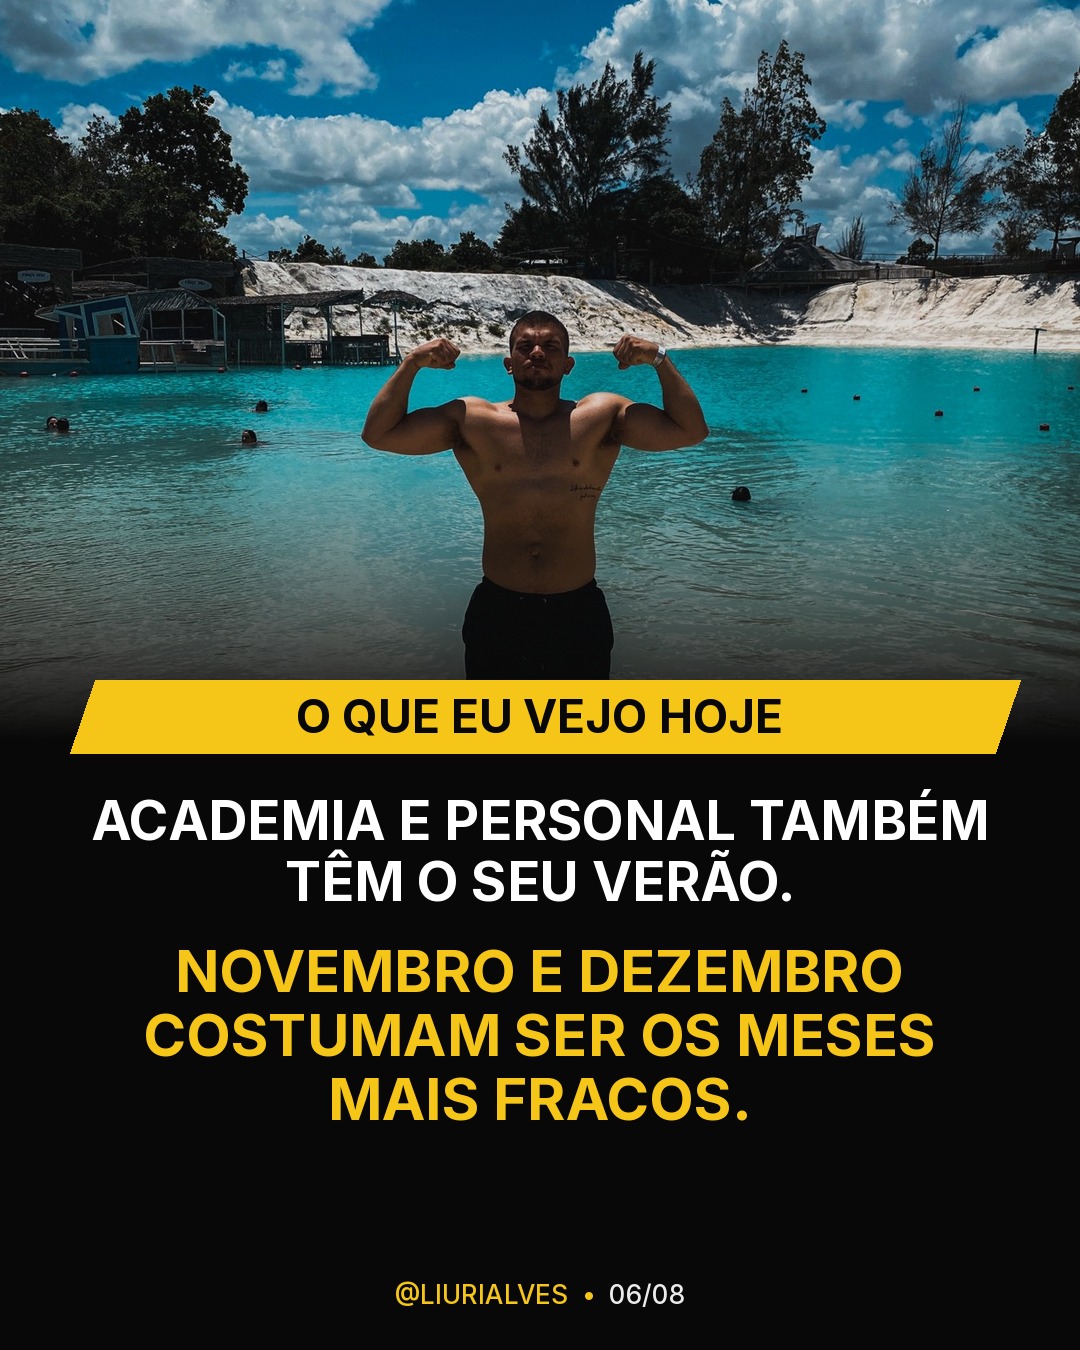 O QUE EU VEJO HOJE
ACADEMIA E PERSONAL TAMBÉM
TÊM O SEU VERÃO.
NOVEMBRO E DEZEMBRO
COSTUMAM SER OS MESES
MAIS FRACOS.
@LIURIALVES • 06/08